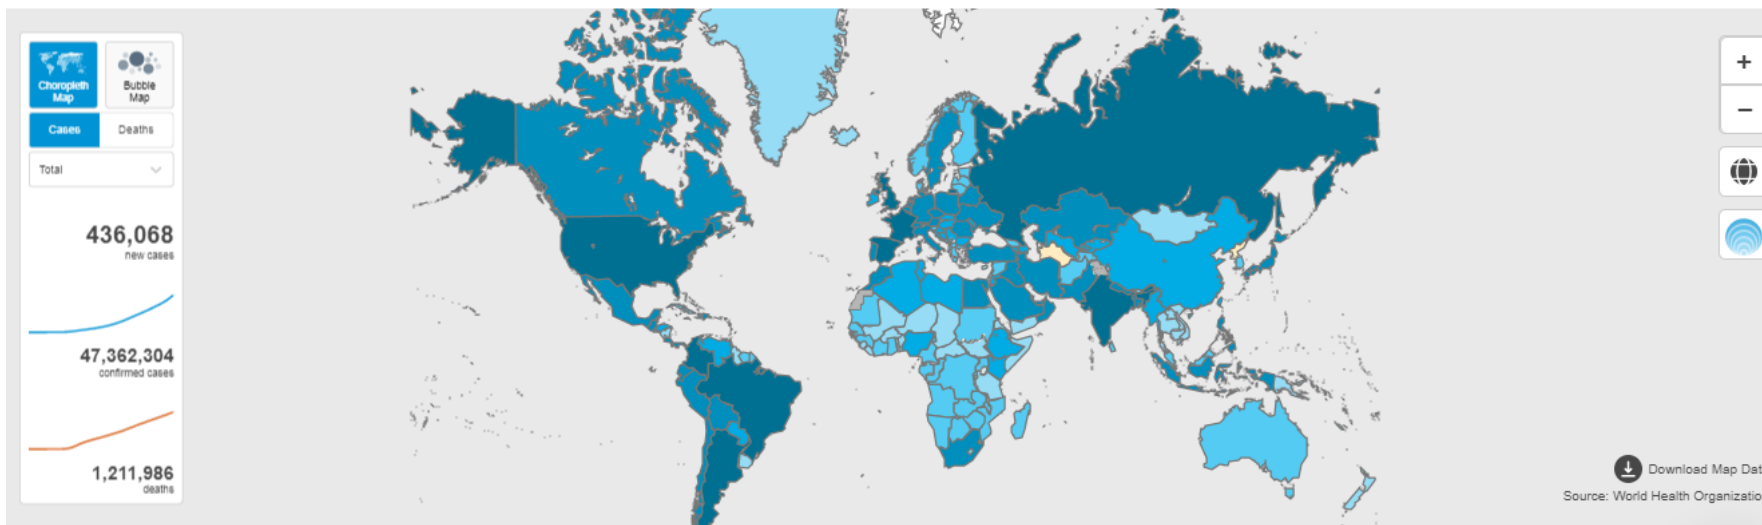 Choropleth
Map
Bubble
Map
Cases
Deaths
Total
436,068
new cases
47,362,304
confirmed cases
1,211,986
deaths
+
−
Download Map Dat
Source: World Health Organizatio